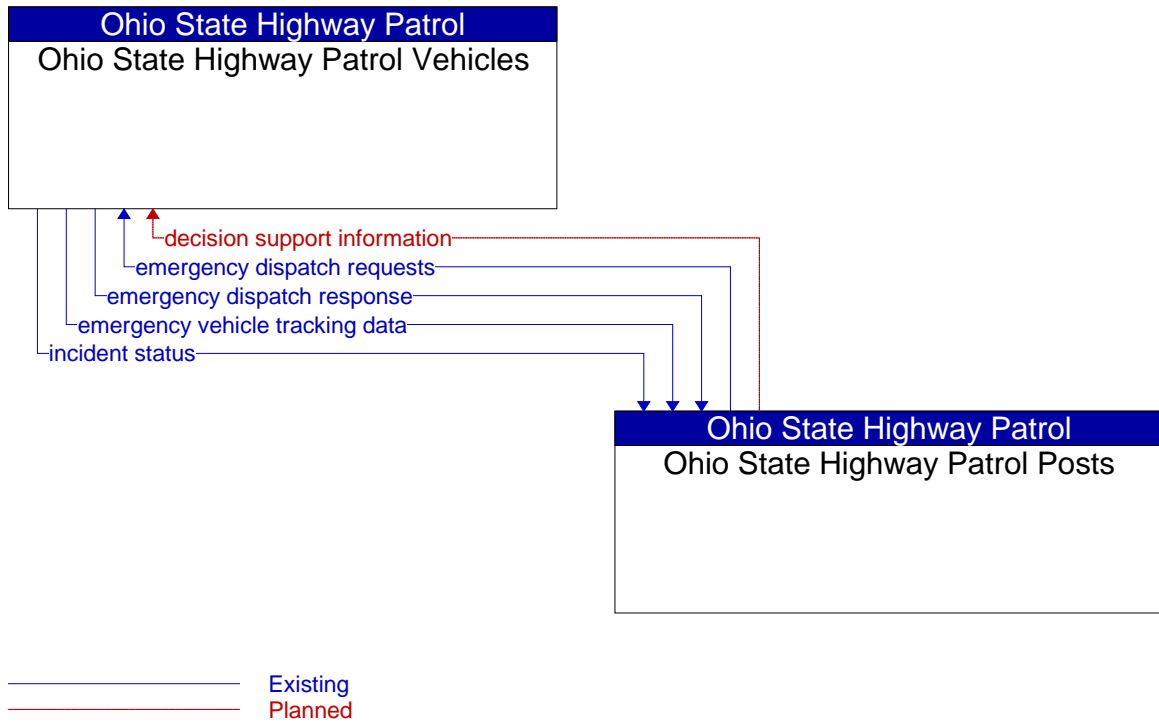 Ohio State Highway Patrol
Ohio State Highway Patrol Vehicles
decision support information
emergency dispatch requests
emergency dispatch response
emergency vehicle tracking data
incident status
Ohio State Highway Patrol
Ohio State Highway Patrol Posts
Existing
Planned